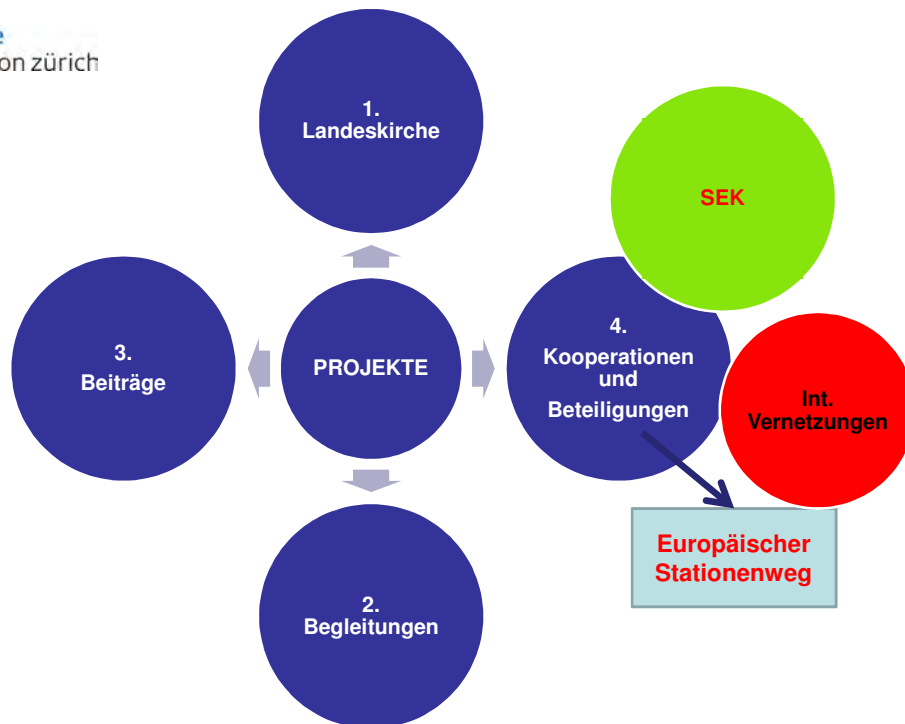 on zürich
1.
Landeskirche
SEK
3.
Beiträge
PROJEKTE
4.
Kooperationen
und
Beteiligungen
Int.
Vernetzungen
Europäischer
Stationenweg
2.
Begleitungen